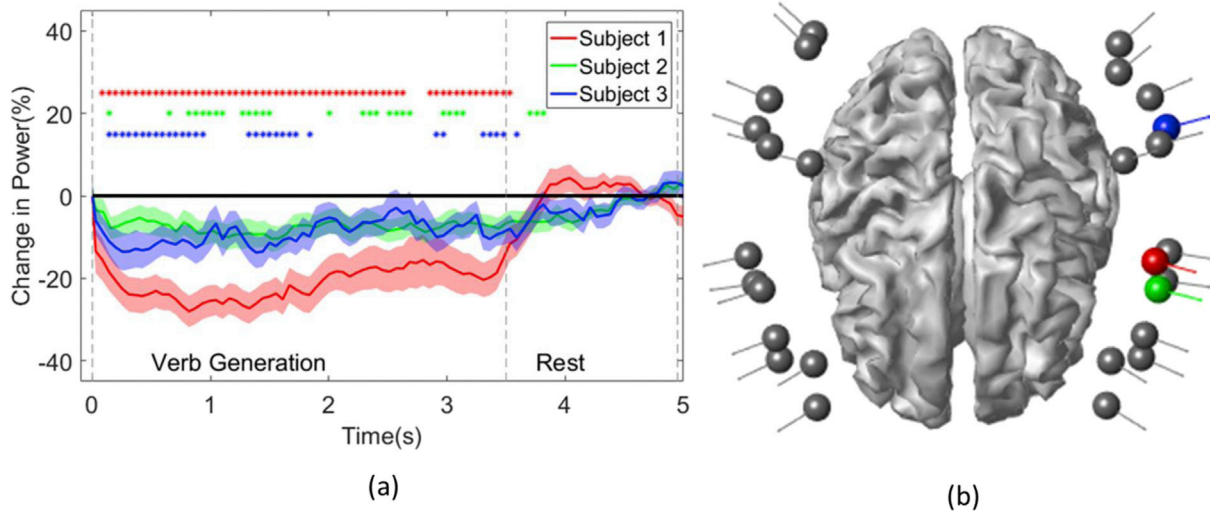 40
20
0
-20
-40
Change in Power(%)
Subject 1
Subject 2
Subject 3
Verb Generation
Rest
0 1 2 3 4 5
Time(s)
(a)
(b)